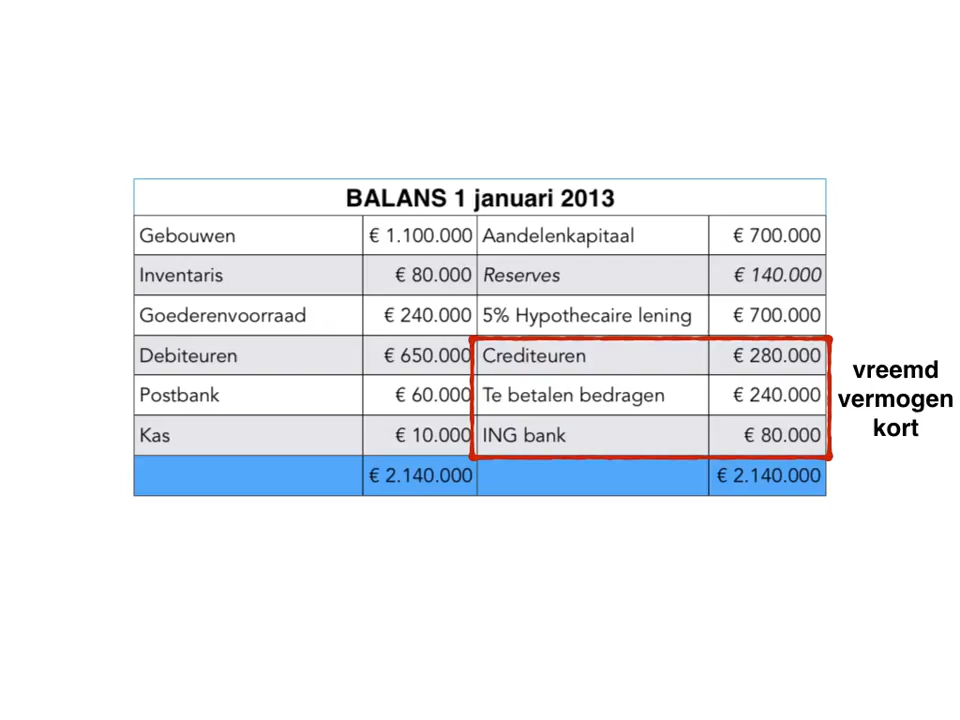 BALANS 1 januari 2013
Gebouwen € 1.100.000 Aandelenkapitaal € 700.000
Inventaris € 80.000 Reserves € 140.000
Goederenvoorraad € 240.000 5% Hypothecaire lening € 700.000
Debiteuren € 650.000 Crediteuren € 280.000
Postbank € 60.000 Te betalen bedragen € 240.000
Kas € 10.000 ING bank € 80.000
€ 2.140.000 € 2.140.000
vreemd
vermogen
kort